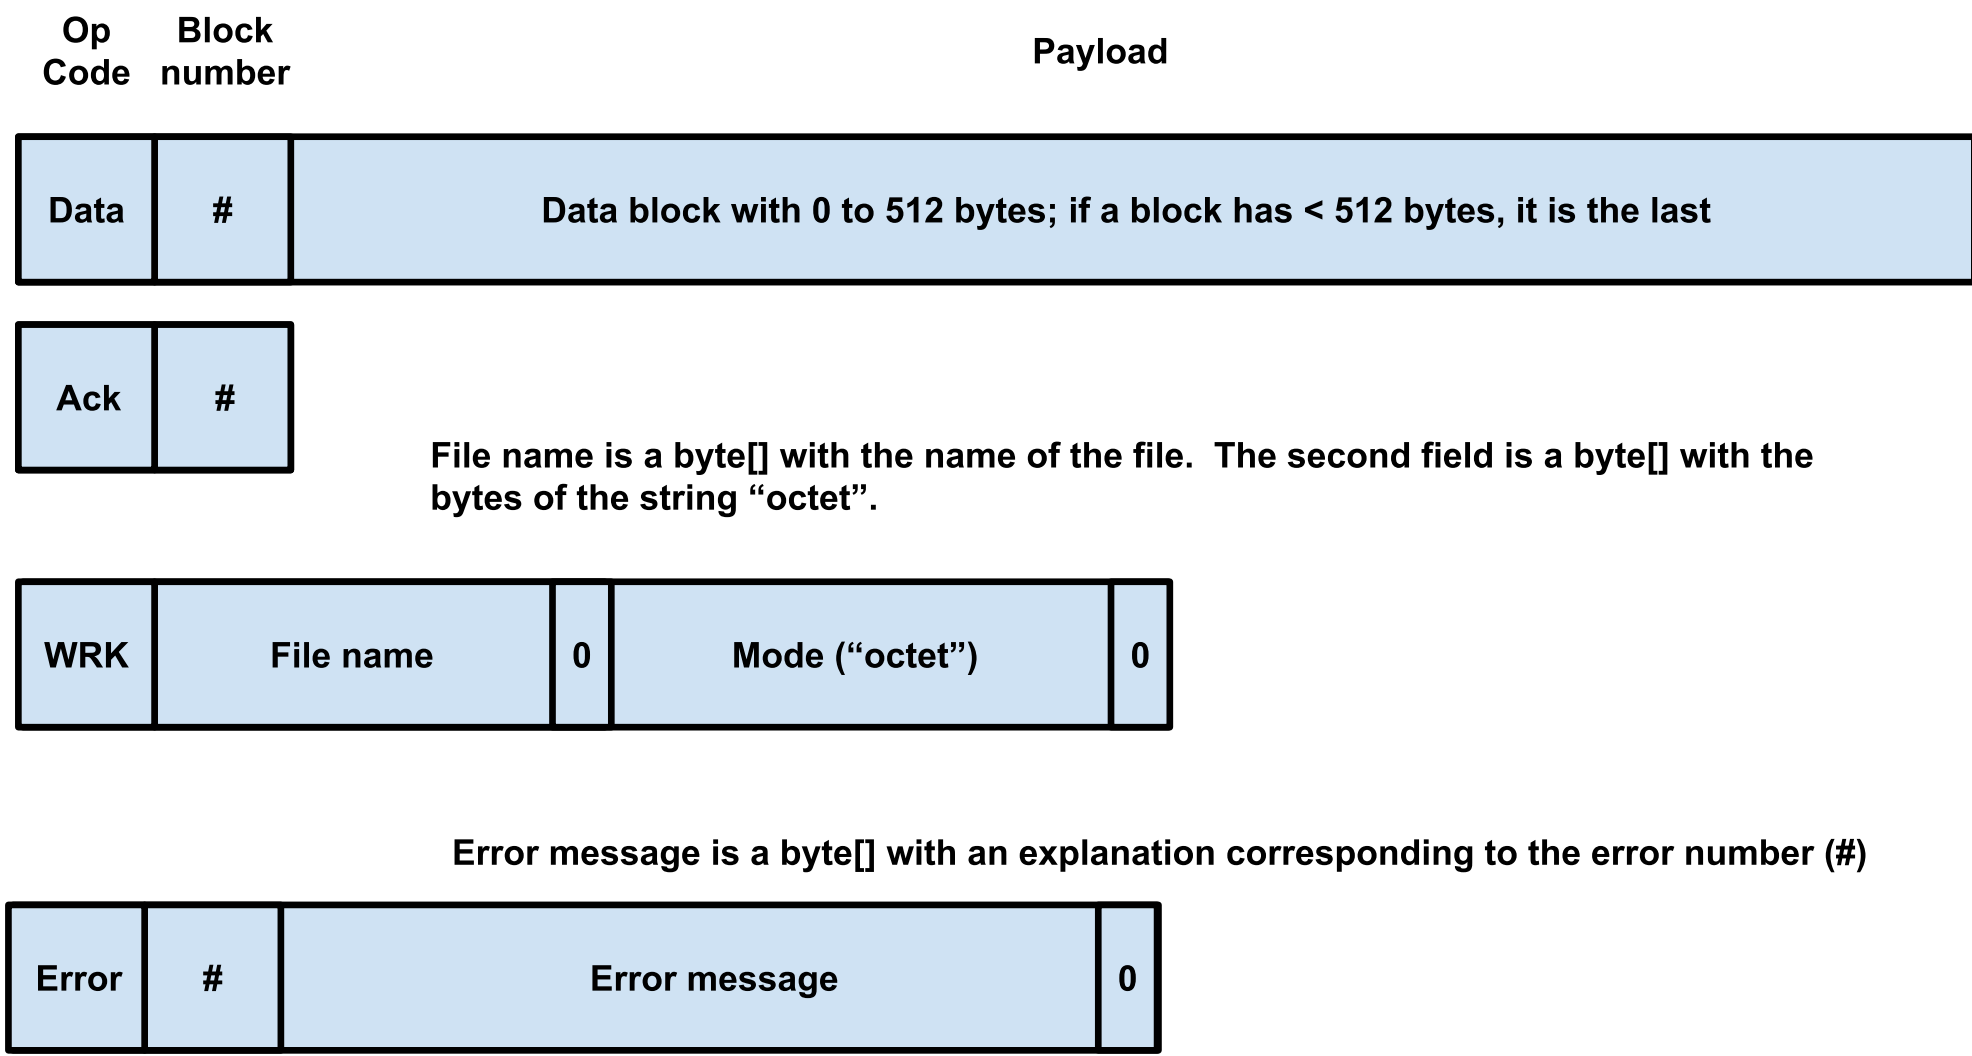 Op Block
Code number
Payload
Data # Data block with 0 to 512 bytes; if a block has < 512 bytes, it is the last
Ack #
File name is a byte[] with the name of the file.  The second field is a byte[] with the
bytes of the string “octet”.
WRK File name 0 Mode (“octet”) 0
Error message is a byte[] with an explanation corresponding to the error number (#)
Error # Error message 0